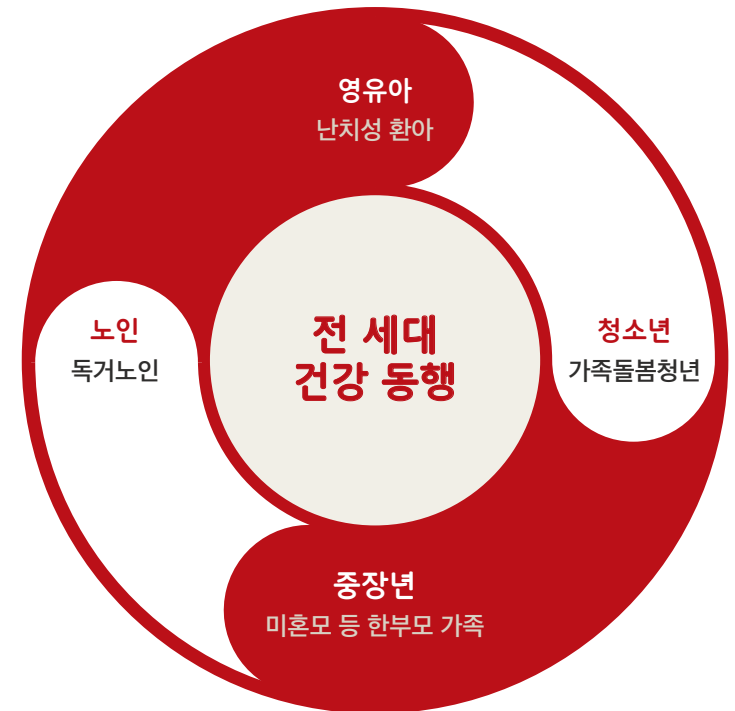 영유아
난치성 환아
전 세대
건강 동행
노인
독거노인
청소년
가족돌봄청년
중장년
미혼모 등 한부모 가족